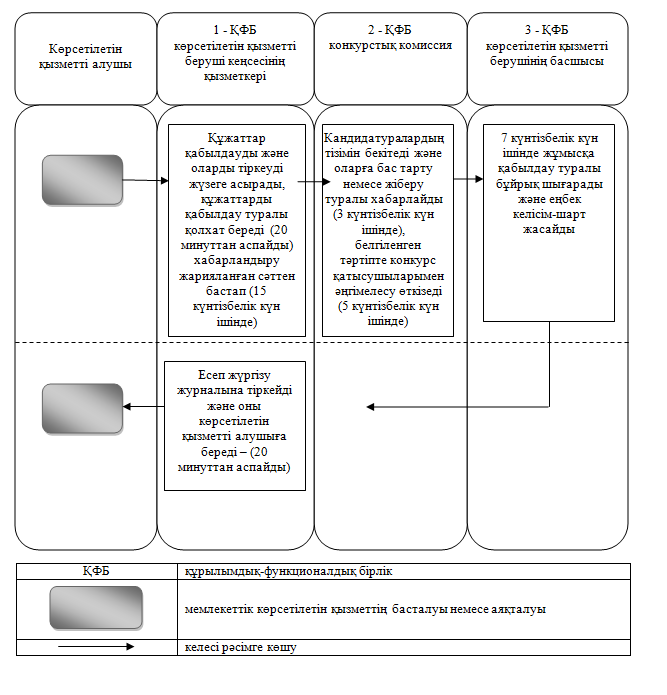 Көрсетілетін
қызметті алушы
1 - ҚФБ
көрсетілетін қызметті
беруші кеңсесінің
қызметкері
2 - ҚФБ
конкурстық комиссия
3 - ҚФБ
көрсетілетін қызметті
берушінің басшысы
Құжаттар
қабылдауды және
оларды тіркеуді
жүзеге асырады,
құжаттарды
қабылдау туралы
қолхат береді (20
минуттан аспайды)
хабарландыру
жарияланған сәттен
бастап (15
күнтізбелік күн
ішінде)
Кандидатуралардың
тізімін бекітеді және
оларға бас тарту
немесе жіберу
туралы хабарлайды
(3 күнтізбелік күн
ішінде),
белгіленген
тәртіпте конкурс
қатысушыларымен
әңгімелесу өткізеді
(5 күнтізбелік күн
ішінде)
7 күнтізбелік күн
ішінде жұмысқа
қабылдау туралы
бұйрық шығарады
және еңбек
келісім-шарт
жасайды
Есеп жүргізу
журналына тіркейді
және оны
көрсетілетін
қызметті алушыға
береді – (20
минуттан аспайды)
ҚФБ
құрылымдық-функционалдық бірлік
мемлекеттік көрсетілетін қызметтің басталуы немесе аяқталуы
келесі рәсімге көшу